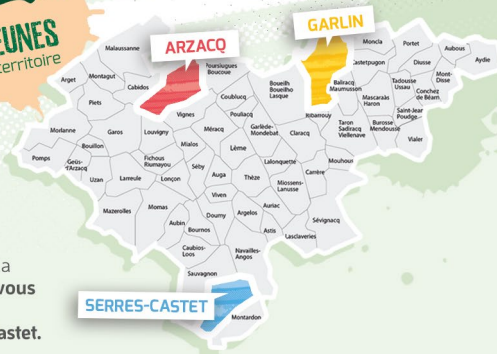 EUNES
territoire
GARLIN
ARZACQ
Malaussanne
Poursiugues
Boucoue
Moncla
Portet
Aubous
Aydie
Castetpugon
Diusse
Mont-
Disse
Arget
Montagut
Cabidos
Piets
Vignes
Coublucq
Boueilh
Boueilho
Lasque
Baliracq
Maumusson
Mascaraàs
Haron
Tadousse
Ussau
Conchez
de Béarn
Saint-Jean
Poudge
Pouliacq
Garlède-
Mondebat
Claracq
Ribarrouy
Taron
Sadiracq
Viellenave
Burosse
Mendousse
Vialer
Morlanne
Garos
Louvigny
Méracq
Mialos
Lème
Pomps
Geüs-
d'Arzacq
Bouillon
Uzan
Larreule
Fichous
Riumayou
Lonçon
Séby
Auga
Thèze
Lalonquette
Carrère
Mouhous
Miossens-
Lanusse
Viven
Auriac
Mazerolles
Momas
Aubin
Bournos
Doumy
Argelos
Astis
Lasclaveries
Sévignacq
Caubios-
Loos
Navailles-
Angos
Sauvagnon
a
vous
SERRES-CASTET
Montardon
astet.